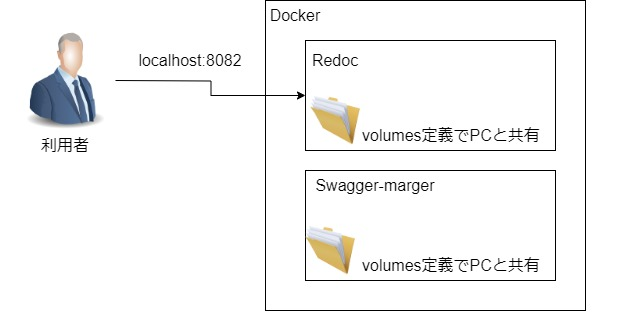 Docker
localhost:8082
Redoc
volumes定義でPCと共有
利用者
Swagger-marger
volumes定義でPCと共有